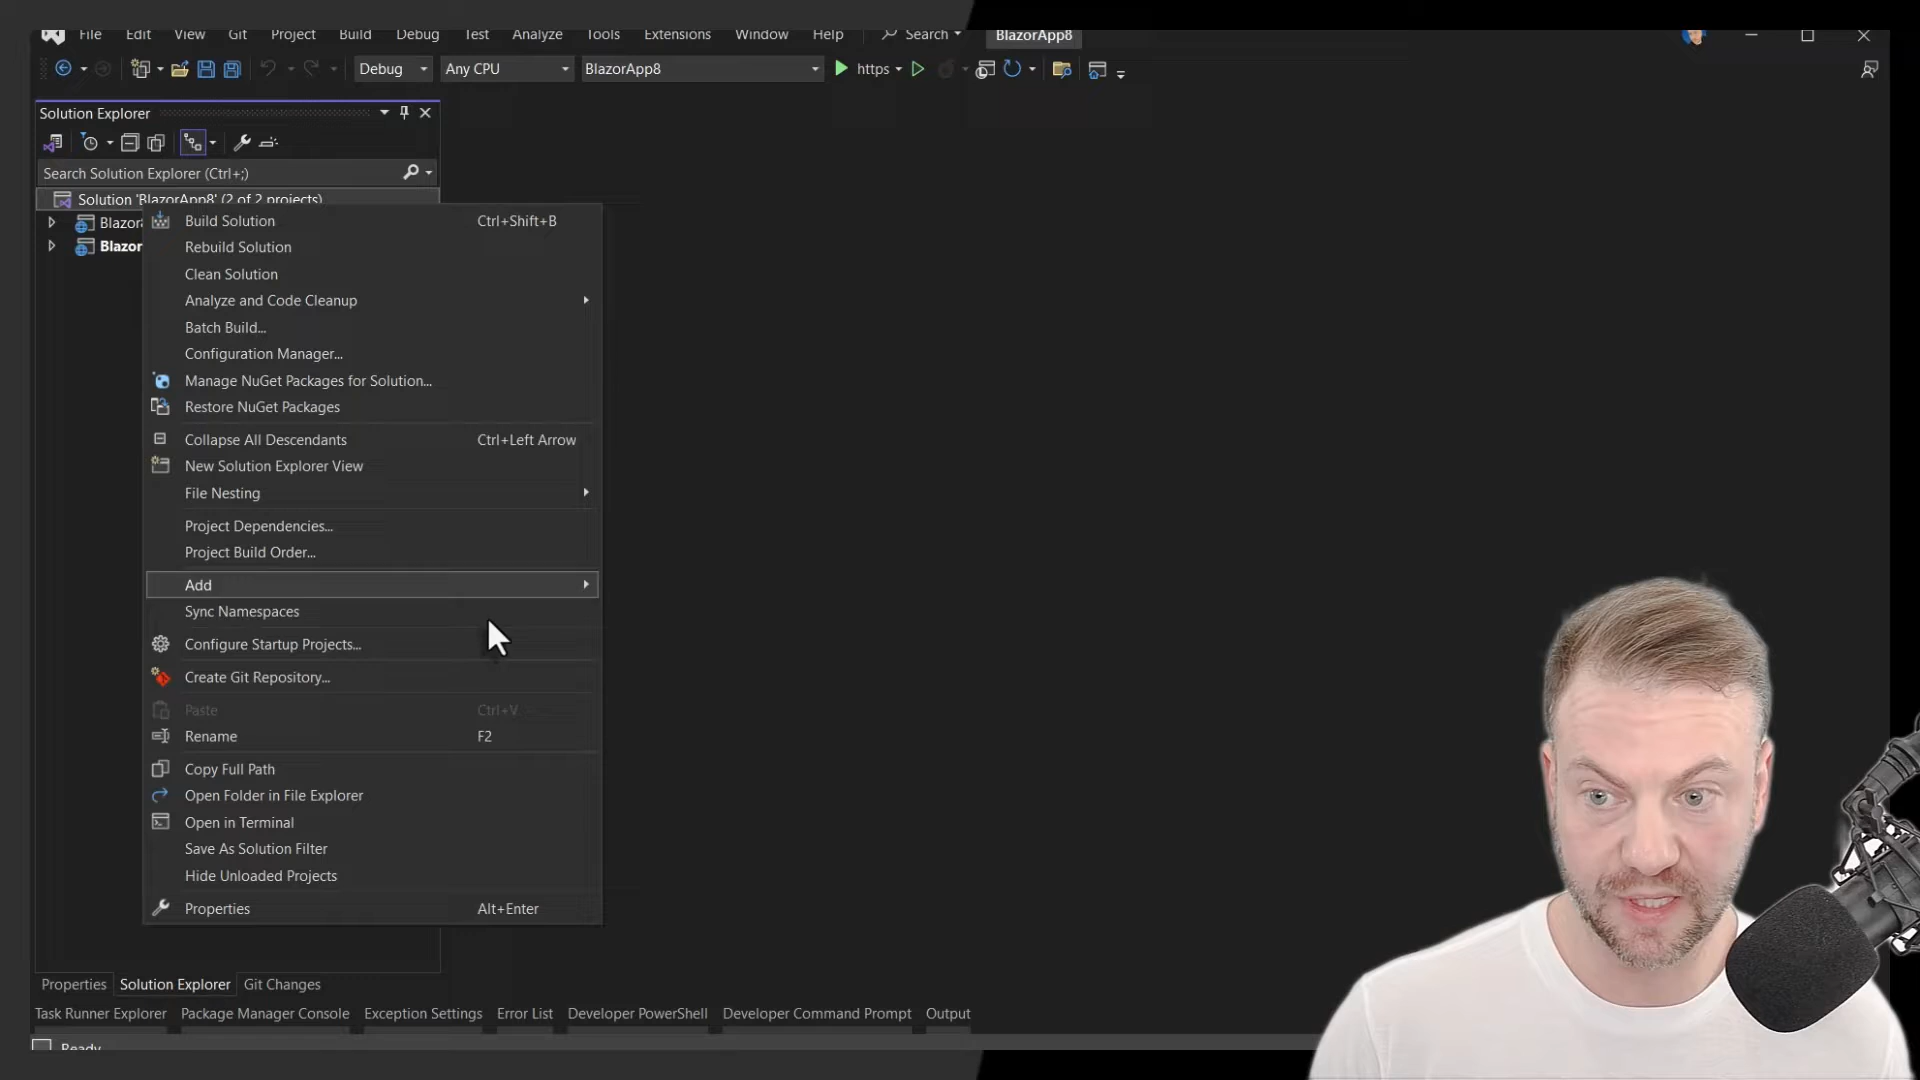 File Edit View Git Project Build Debug Test Analyze Tools Extensions Window Help Search BlazorApp8
Debug Any CPU BlazorApp8 https
Solution Explorer
Search Solution Explorer (Ctrl+;)
Solution 'BlazorApp8' (2 of 2 projects)
Blazor
Blazor
Build Solution Ctrl+Shift+B
Rebuild Solution
Clean Solution
Analyze and Code Cleanup
Batch Build...
Configuration Manager...
Manage NuGet Packages for Solution...
Restore NuGet Packages
Collapse All Descendants Ctrl+Left Arrow
New Solution Explorer View
File Nesting
Project Dependencies...
Project Build Order...
Add
Sync Namespaces
Configure Startup Projects...
Create Git Repository...
Paste Ctrl+V
Rename F2
Copy Full Path
Open Folder in File Explorer
Open in Terminal
Save As Solution Filter
Hide Unloaded Projects
Properties Alt+Enter
Properties Solution Explorer Git Changes
Task Runner Explorer Package Manager Console Exception Settings Error List Developer PowerShell Developer Command Prompt Output
Ready